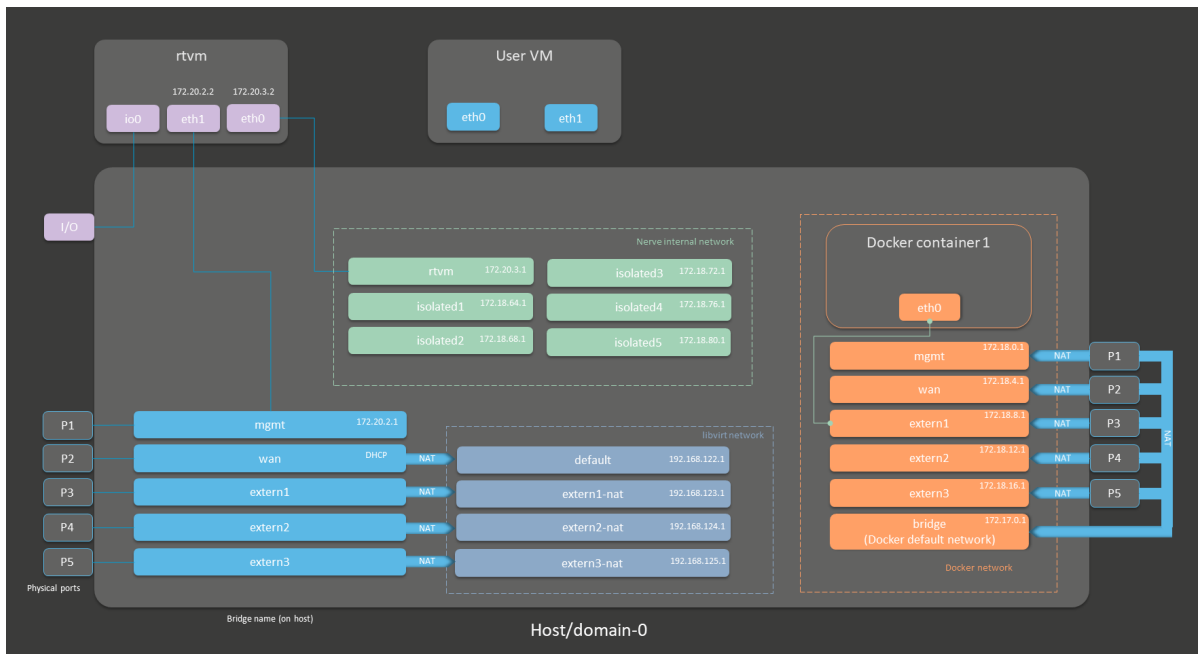 rtvm
172.20.2.2
172.20.3.2
io0
eth1
eth0
User VM
eth0
eth1
I/O
Nerve internal network
rtvm 172.20.3.1
isolated3 172.18.72.1
isolated1 172.18.64.1
isolated4 172.18.76.1
isolated2 172.18.68.1
isolated5 172.18.80.1
Docker container 1
eth0
mgmt 172.18.0.1
NAT
P1
wan 172.18.4.1
NAT
P2
extern1 172.18.8.1
NAT
P3
extern2 172.18.12.1
NAT
P4
extern3 172.18.16.1
NAT
P5
NAT
bridge 172.17.0.1
(Docker default network)
Docker network
P1
mgmt 172.20.2.1
libvirt network
P2
wan DHCP
NAT
default 192.168.122.1
P3
extern1
NAT
extern1-nat 192.168.123.1
P4
extern2
NAT
extern2-nat 192.168.124.1
P5
extern3
NAT
extern3-nat 192.168.125.1
Physical ports
Bridge name (on host)
Host/domain-0